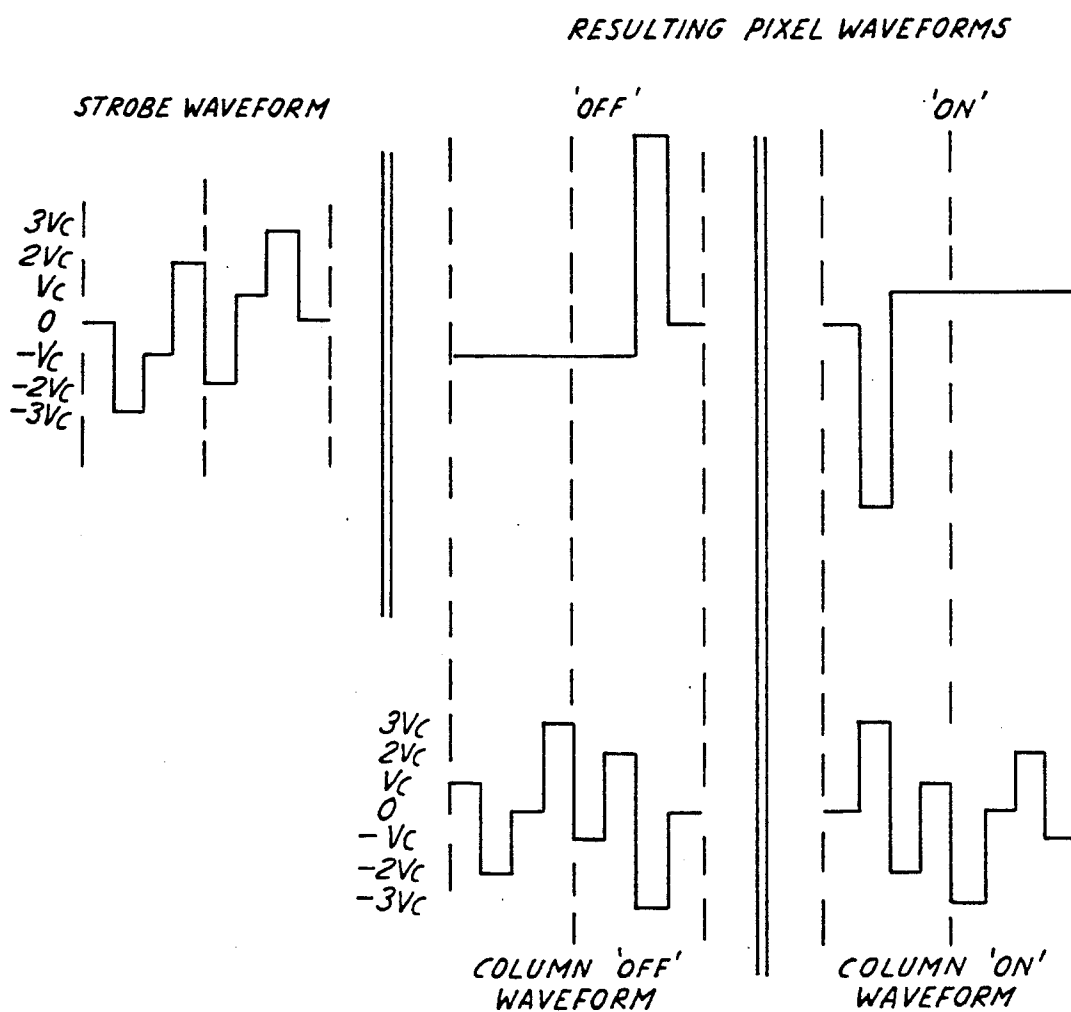 RESULTING PIXEL WAVEFORMS
STROBE WAVEFORM
'OFF'
'ON'
3Vc
2Vc
Vc
0
-Vc
-2Vc
-3Vc
3Vc
2Vc
Vc
0
-Vc
-2Vc
-3Vc
COLUMN 'OFF'
WAVEFORM
COLUMN 'ON'
WAVEFORM